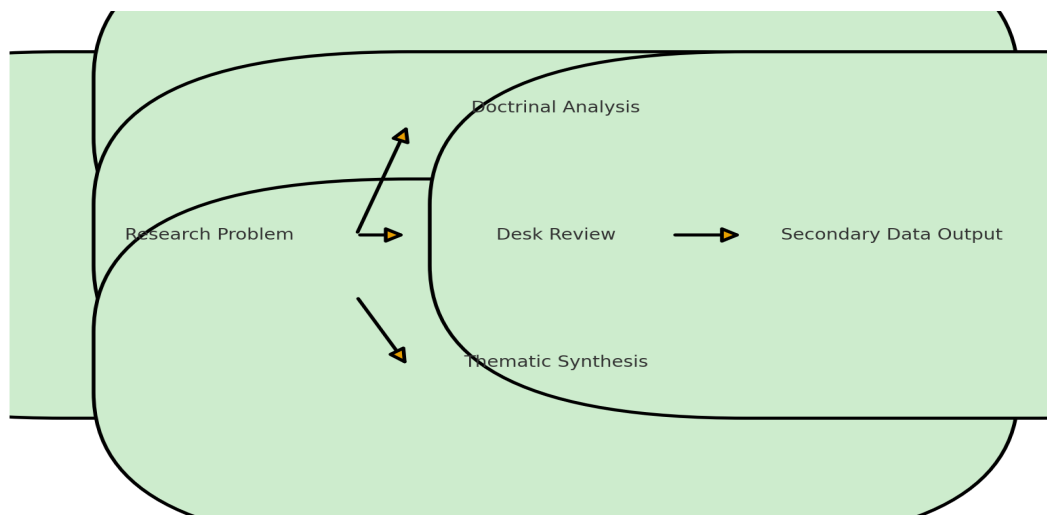 Doctrinal Analysis
Research Problem
Desk Review
Secondary Data Output
Thematic Synthesis